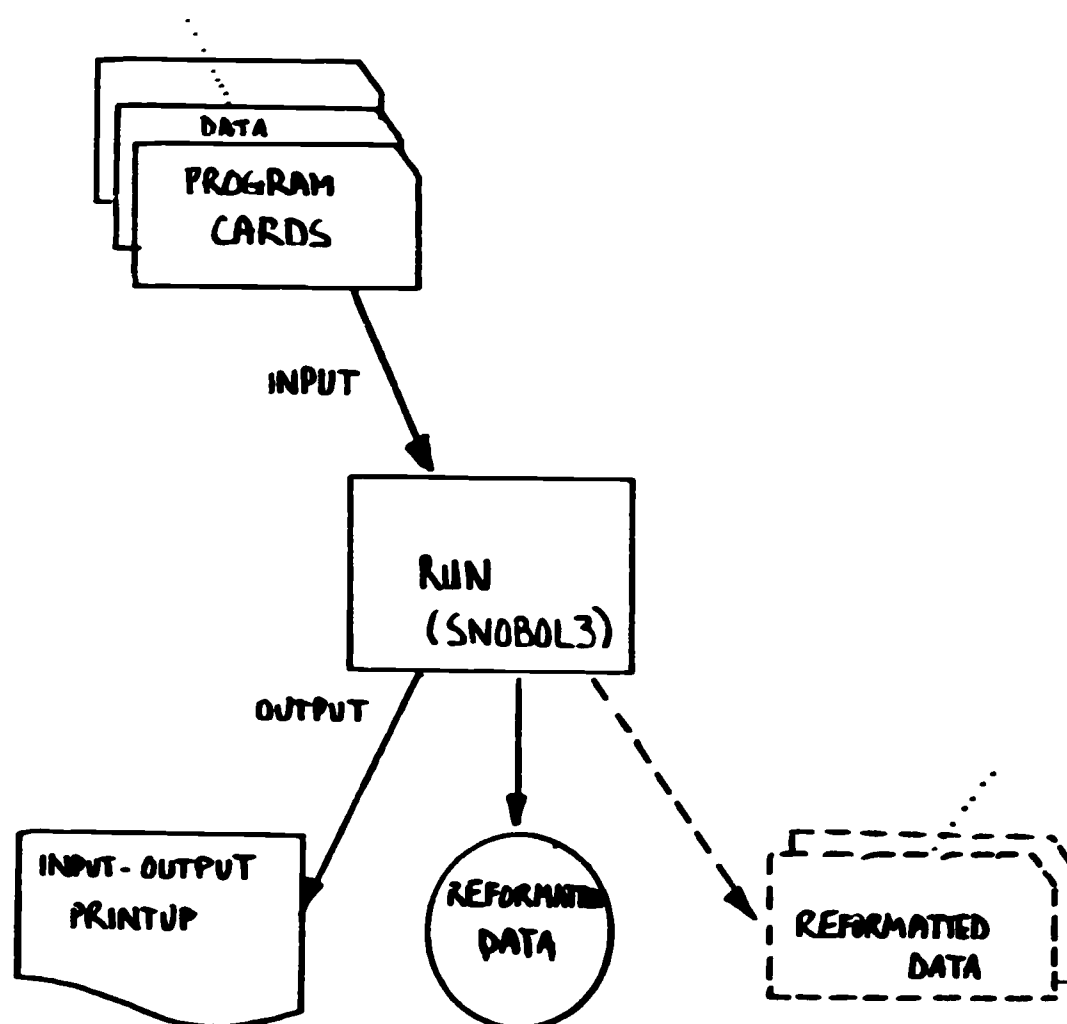 DATA
PROGRAM
CARDS
INPUT
RUN
(SNOBOL3)
OUTPUT
INPUT-OUTPUT
PRINTUP
REFORMATTED
DATA
REFORMATTED
DATA